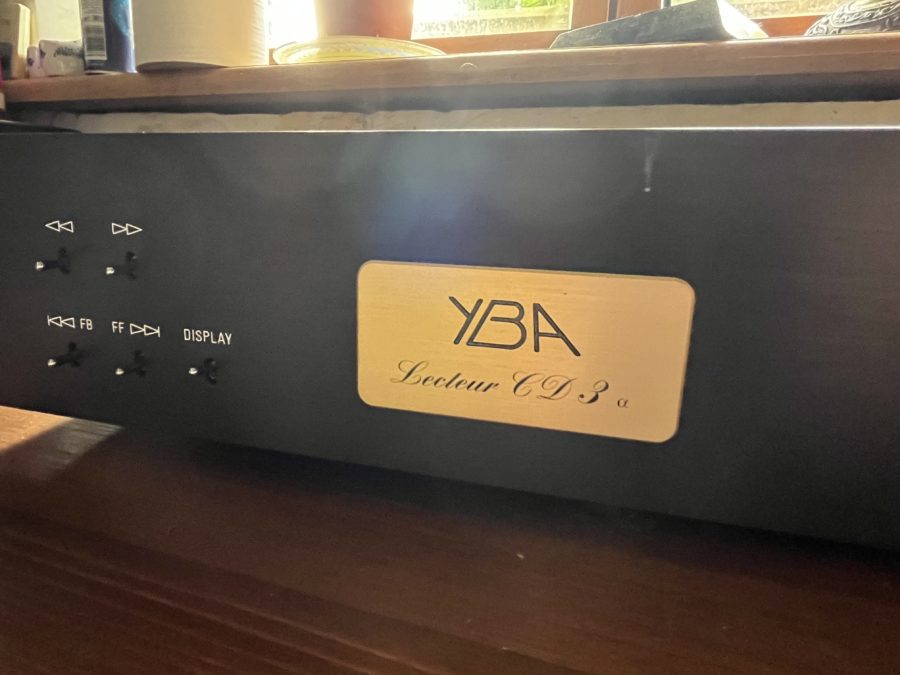 FB FF DISPLAY
YBA
Lecteur CD 3 α